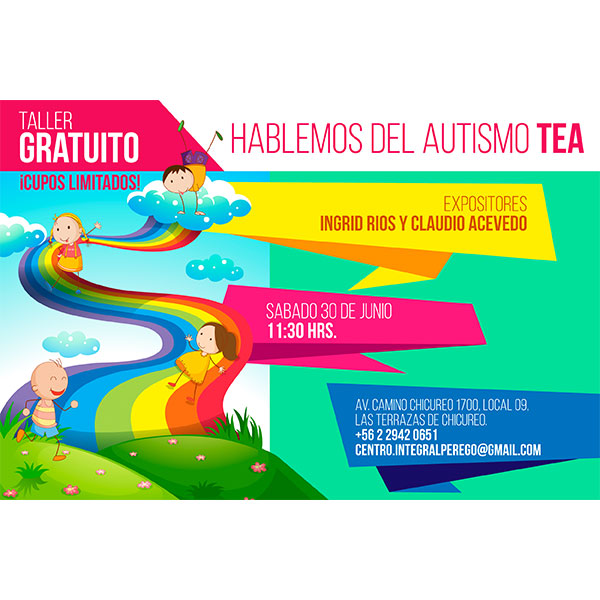 TALLER
GRATUITO
¡CUPOS LIMITADOS!
HABLEMOS DEL AUTISMO TEA
EXPOSITORES
INGRID RIOS Y CLAUDIO ACEVEDO
SABADO 30 DE JUNIO
11:30 HRS.
AV. CAMINO CHICUREO 1700, LOCAL 09,
LAS TERRAZAS DE CHICUREO.
+56 2 2942 0651
CENTRO.INTEGRALPEREGO@GMAIL.COM